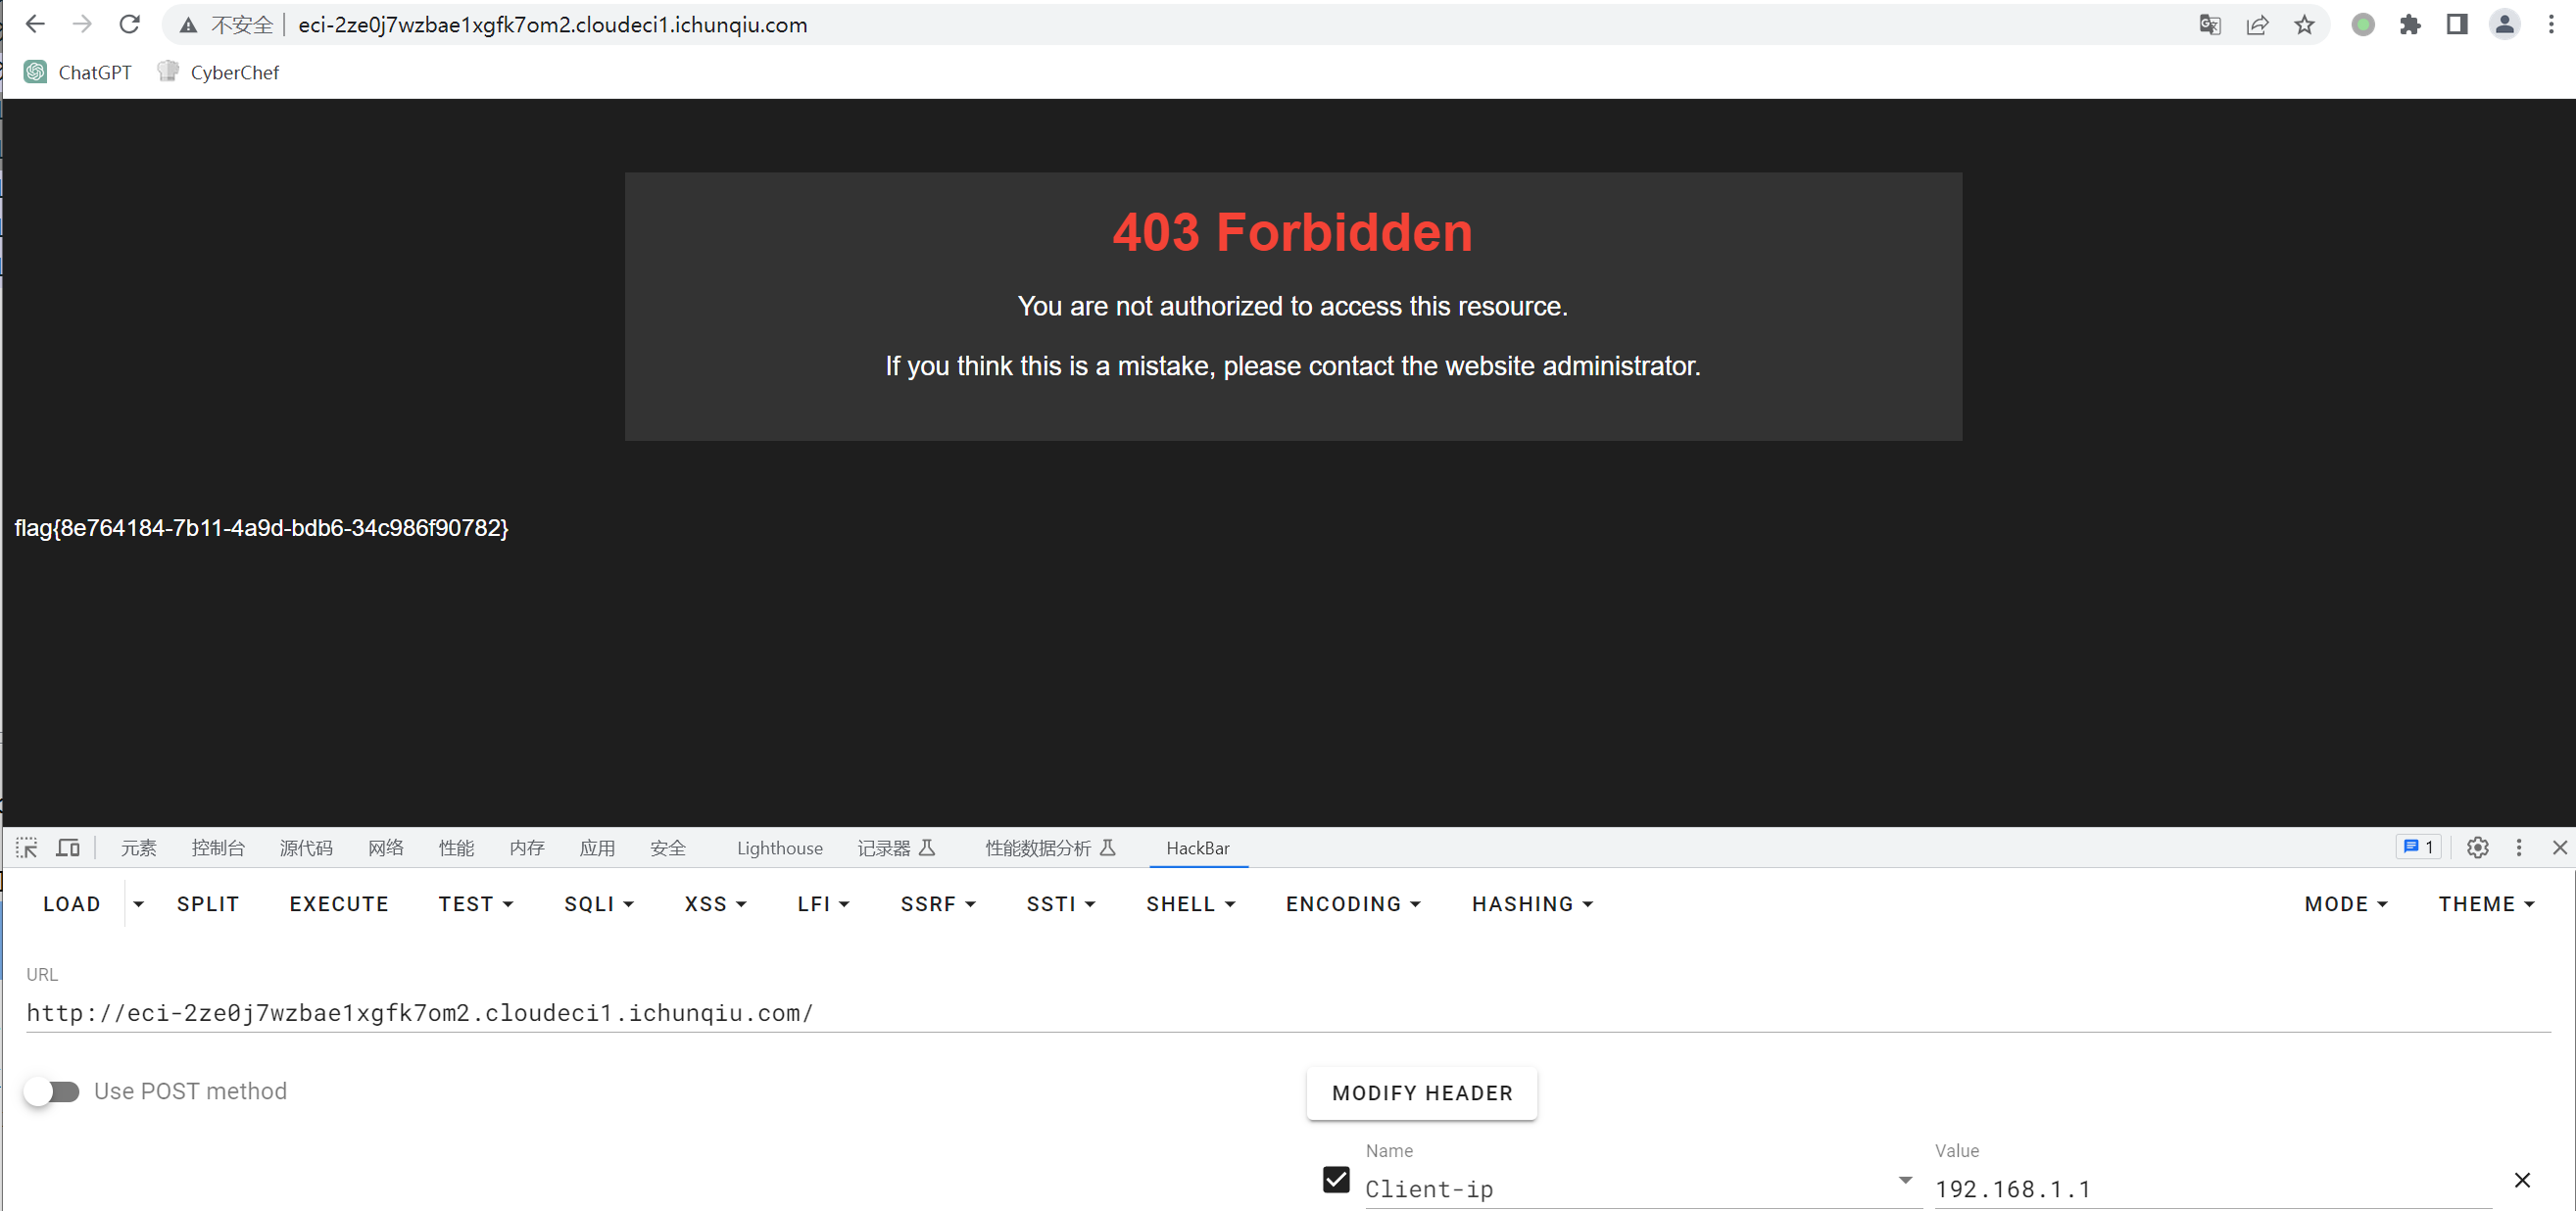 不安全 eci-2ze0j7wzbae1xgfk7om2.cloudeci1.ichunqiu.com
ChatGPT CyberChef
403 Forbidden
You are not authorized to access this resource.
If you think this is a mistake, please contact the website administrator.
flag{8e764184-7b11-4a9d-bdb6-34c986f90782}
元素 控制台 源代码 网络 性能 内存 应用 安全 Lighthouse 记录器 性能数据分析 HackBar 1
LOAD SPLIT EXECUTE TEST SQLI XSS LFI SSRF SSTI SHELL ENCODING HASHING MODE THEME
URL
http://eci-2ze0j7wzbae1xgfk7om2.cloudeci1.ichunqiu.com/
Use POST method
MODIFY HEADER
Name Value
Client-ip 192.168.1.1